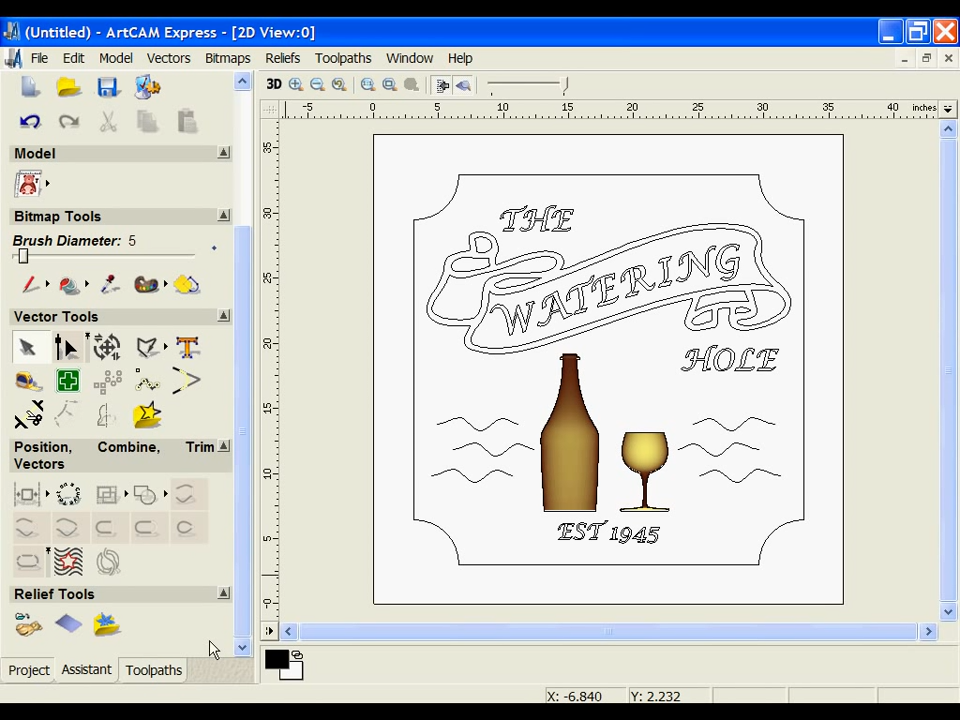 (Untitled) - ArtCAM Express - [2D View:0]
File Edit Model Vectors Bitmaps Reliefs Toolpaths Window Help
3D
-5 0 5 10 15 20 25 30 35 40 inches
35
30
25
20
15
10
5
-0
Model
Bitmap Tools
Brush Diameter: 5
Vector Tools
Position, Combine, Trim
Vectors
Relief Tools
Project Assistant Toolpaths
THE
WATERING
HOLE
EST 1945
X: -6.840 Y: 2.232